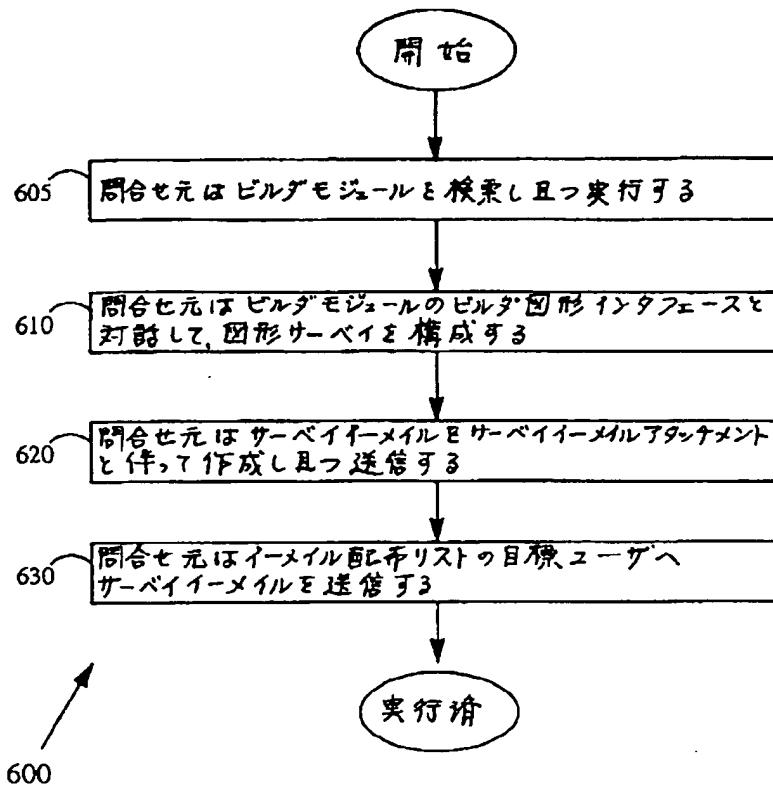 開始
605
問合せ元はビルダモジュールを検索し且つ実行する
610
問合せ元はビルダモジュールのビルダ図形インタフェースと
対話して、図形サーベイを構成する
620
問合せ元はサーベイイーメイルをサーベイイーメイルアタッチメント
と伴って作成し且つ送信する
630
問合せ元はイーメイル配布リストの目標ユーザへ
サーベイイーメイルを送信する
実行済
600